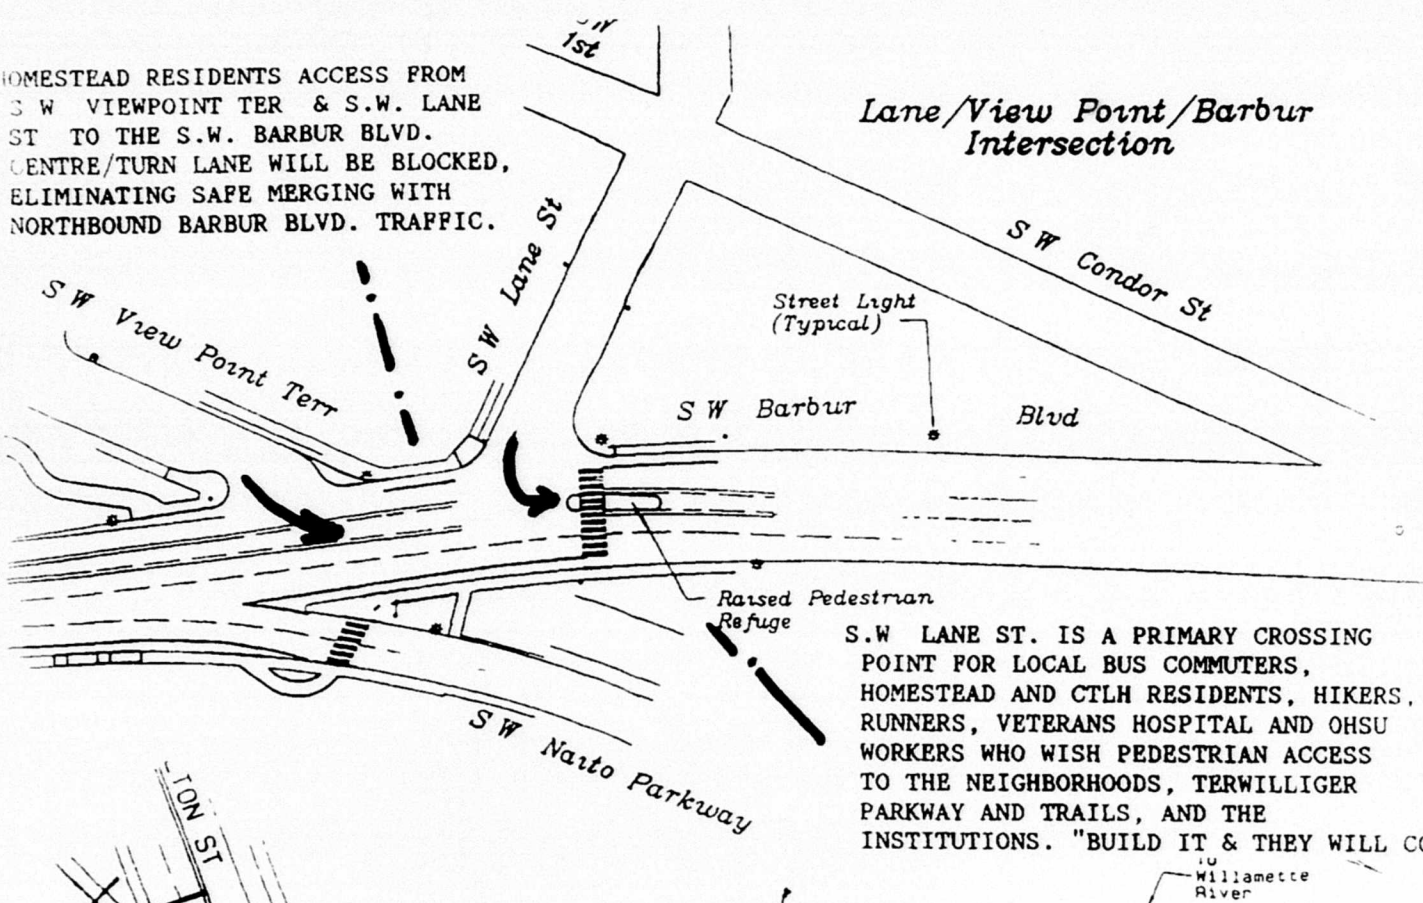 1st
HOMESTEAD RESIDENTS ACCESS FROM
S W VIEWPOINT TER & S.W. LANE
ST TO THE S.W. BARBUR BLVD.
CENTRE/TURN LANE WILL BE BLOCKED,
ELIMINATING SAFE MERGING WITH
NORTHBOUND BARBUR BLVD. TRAFFIC.
Lane/View Point/Barbur
Intersection
S W Lane St
S W Condor St
S W View Point Terr
Street Light
(Typical)
S W Barbur Blvd
Raised Pedestrian
Refuge
S.W LANE ST. IS A PRIMARY CROSSING
POINT FOR LOCAL BUS COMMUTERS,
HOMESTEAD AND CTLH RESIDENTS, HIKERS,
RUNNERS, VETERANS HOSPITAL AND OHSU
WORKERS WHO WISH PEDESTRIAN ACCESS
TO THE NEIGHBORHOODS, TERWILLIGER
PARKWAY AND TRAILS, AND THE
INSTITUTIONS. "BUILD IT & THEY WILL CO
S W Naito Parkway
TON ST
Willamette
River